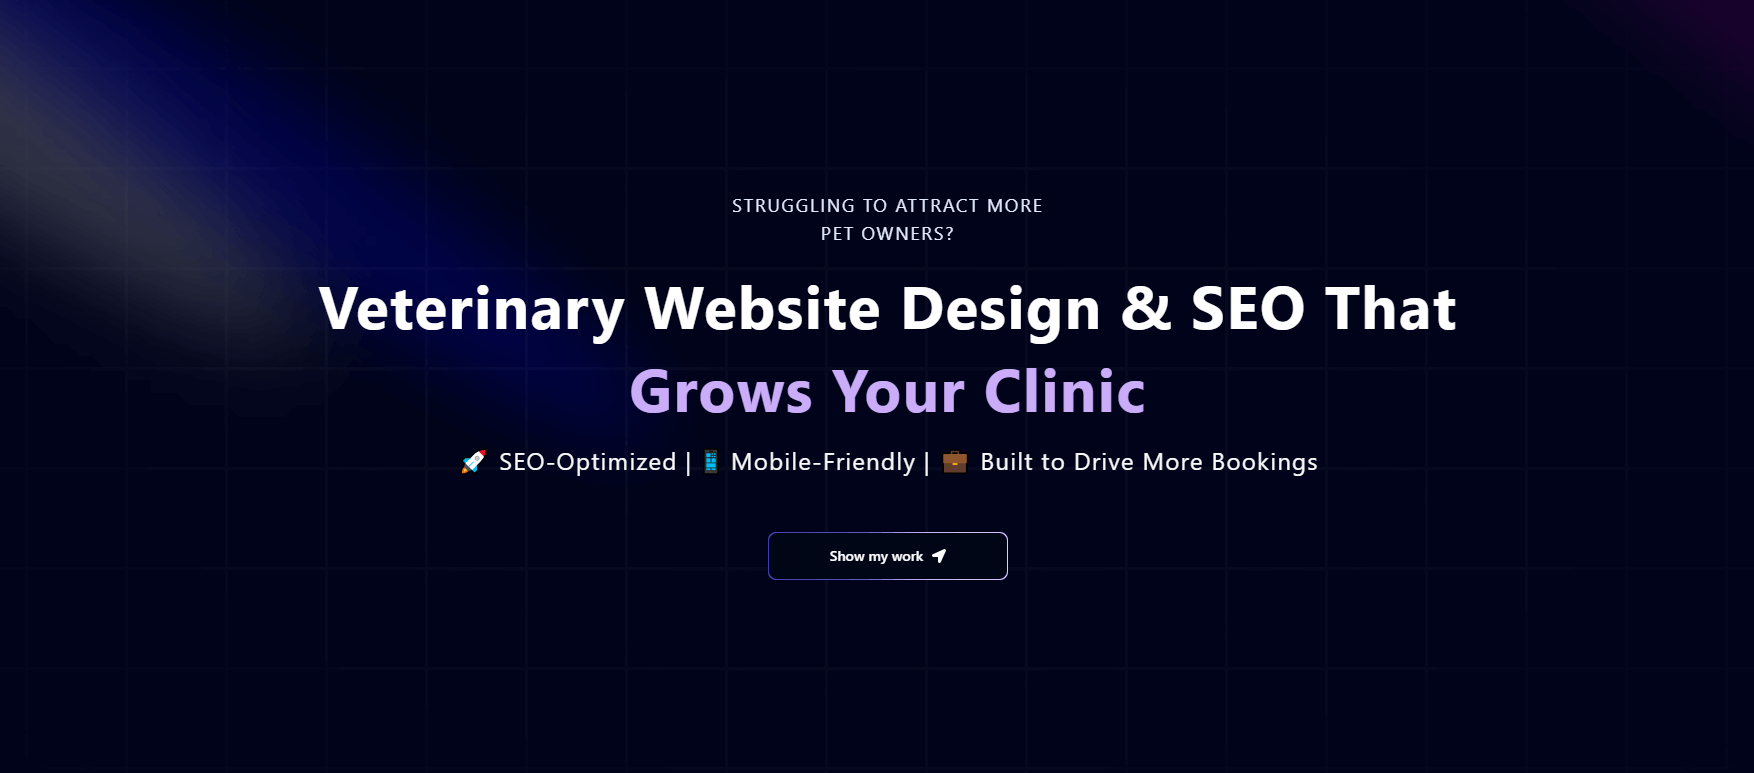 STRUGGLING TO ATTRACT MORE
PET OWNERS?
Veterinary Website Design & SEO That
Grows Your Clinic
🚀 SEO-Optimized | 📱 Mobile-Friendly | 💼 Built to Drive More Bookings
Show my work